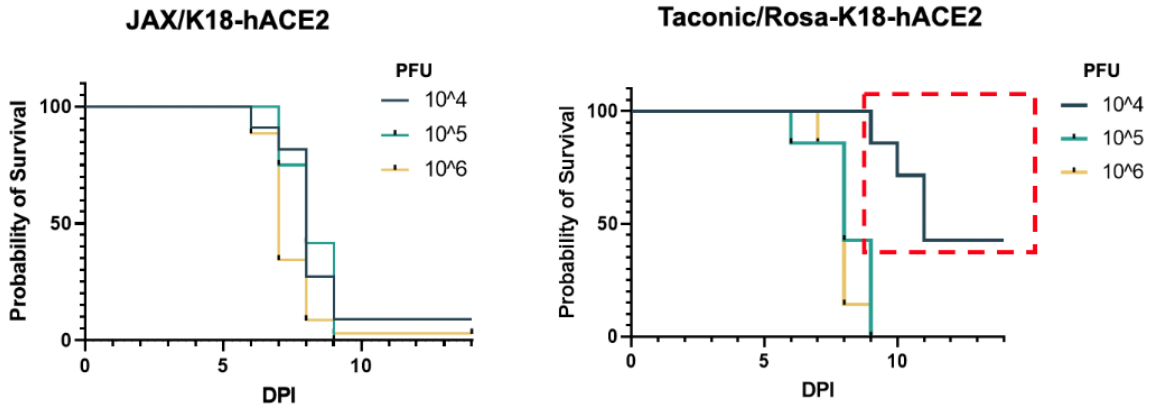 JAX/K18-hACE2
PFU
10^4
10^5
10^6
Probability of Survival
100
50
0
0
5
10
DPI
Taconic/Rosa-K18-hACE2
PFU
10^4
10^5
10^6
Probability of Survival
100
50
0
0
5
10
DPI